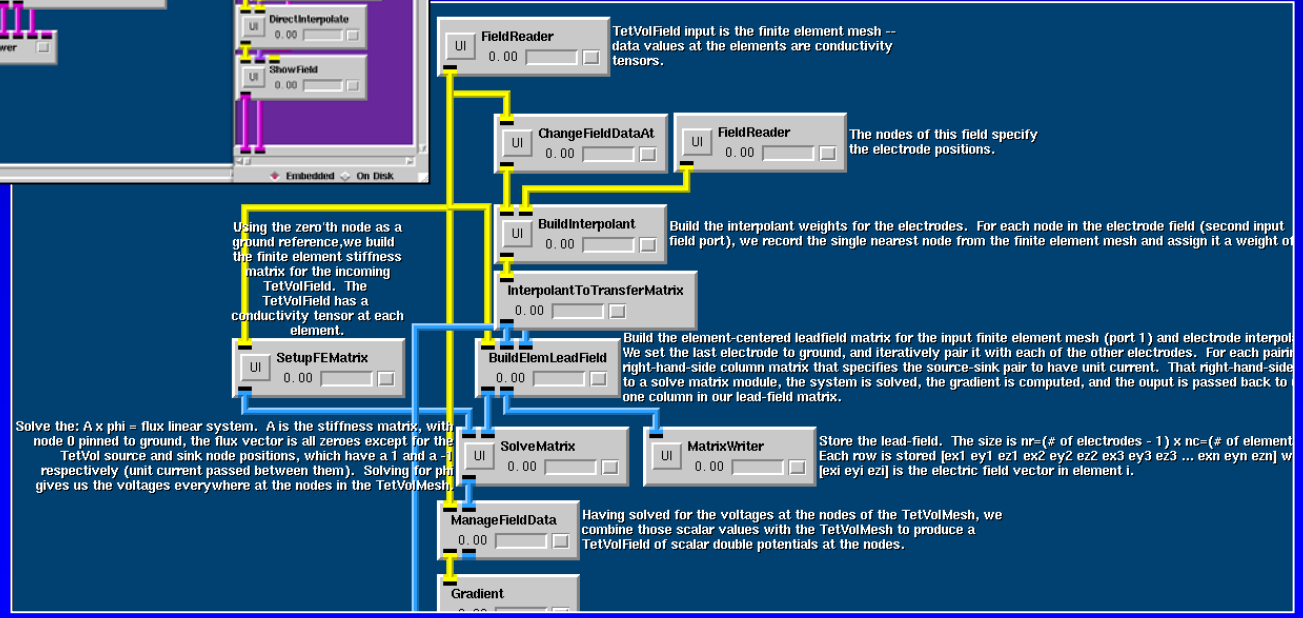 wer
UI
DirectInterpolate
0.00
UI
ShowField
0.00
Embedded
On Disk
UI
FieldReader
0.00
TetVolField input is the finite element mesh --
data values at the elements are conductivity
tensors.
UI
ChangeFieldDataAt
0.00
UI
FieldReader
0.00
The nodes of this field specify
the electrode positions.
UI
BuildInterpolant
0.00
Build the interpolant weights for the electrodes.  For each node in the electrode field (second input
field port), we record the single nearest node from the finite element mesh and assign it a weight of
Using the zero'th node as a
ground reference,we build
the finite element stiffness
matrix for the incoming
TetVolField.  The
TetVolField has a
conductivity tensor at each
element.
InterpolantToTransferMatrix
0.00
UI
SetupFEMatrix
0.00
BuildElemLeadField
0.00
Build the element-centered leadfield matrix for the input finite element mesh (port 1) and electrode interpol
We set the last electrode to ground, and iteratively pair it with each of the other electrodes.  For each pairin
right-hand-side column matrix that specifies the source-sink pair to have unit current.  That right-hand-side
to a solve matrix module, the system is solved, the gradient is computed, and the ouput is passed back to
one column in our lead-field matrix.
Solve the: A x phi = flux linear system.  A is the stiffness matrix, with
node 0 pinned to ground, the flux vector is all zeroes except for the
TetVol source and sink node positions, which have a 1 and a -1
respectively (unit current passed between them).  Solving for phi
gives us the voltages everywhere at the nodes in the TetVolMesh.
UI
SolveMatrix
0.00
UI
MatrixWriter
0.00
Store the lead-field.  The size is nr=(# of electrodes - 1) x nc=(# of element
Each row is stored [ex1 ey1 ez1 ex2 ey2 ez2 ex3 ey3 ez3 ... exn eyn ezn] w
[exi eyi ezi] is the electric field vector in element i.
ManageFieldData
0.00
Having solved for the voltages at the nodes of the TetVolMesh, we
combine those scalar values with the TetVolMesh to produce a
TetVolField of scalar double potentials at the nodes.
Gradient
0.00